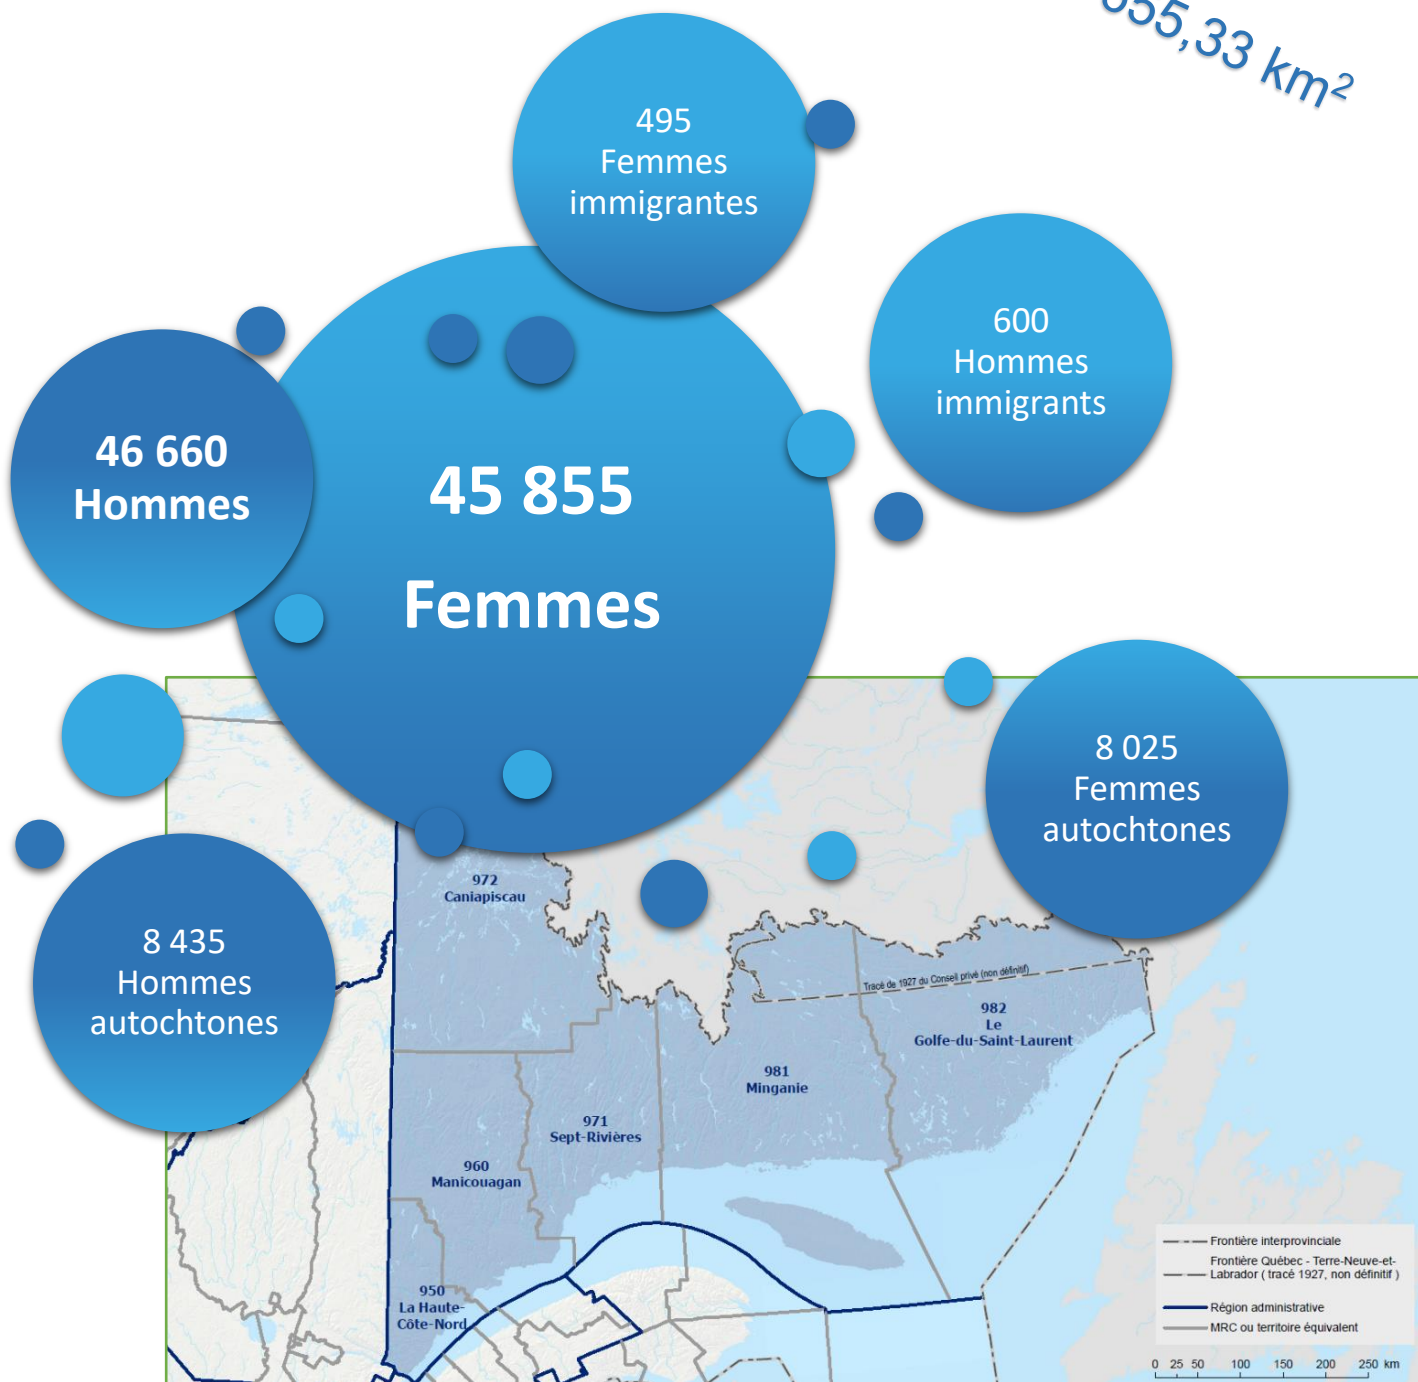 555,33 km²
495
Femmes
immigrantes
600
Hommes
immigrants
46 660
Hommes
45 855
Femmes
8 025
Femmes
autochtones
8 435
Hommes
autochtones
972
Caniapiscau
Tracé de 1927 du Conseil privé (non définitif)
982
Le
Golfe-du-Saint-Laurent
981
Minganie
971
Sept-Rivières
960
Manicouagan
950
La Haute-
Côte-Nord
Frontière interprovinciale
Frontière Québec - Terre-Neuve-et-
Labrador ( tracé 1927, non définitif )
Région administrative
MRC ou territoire équivalent
0 25 50 100 150 200 250 km